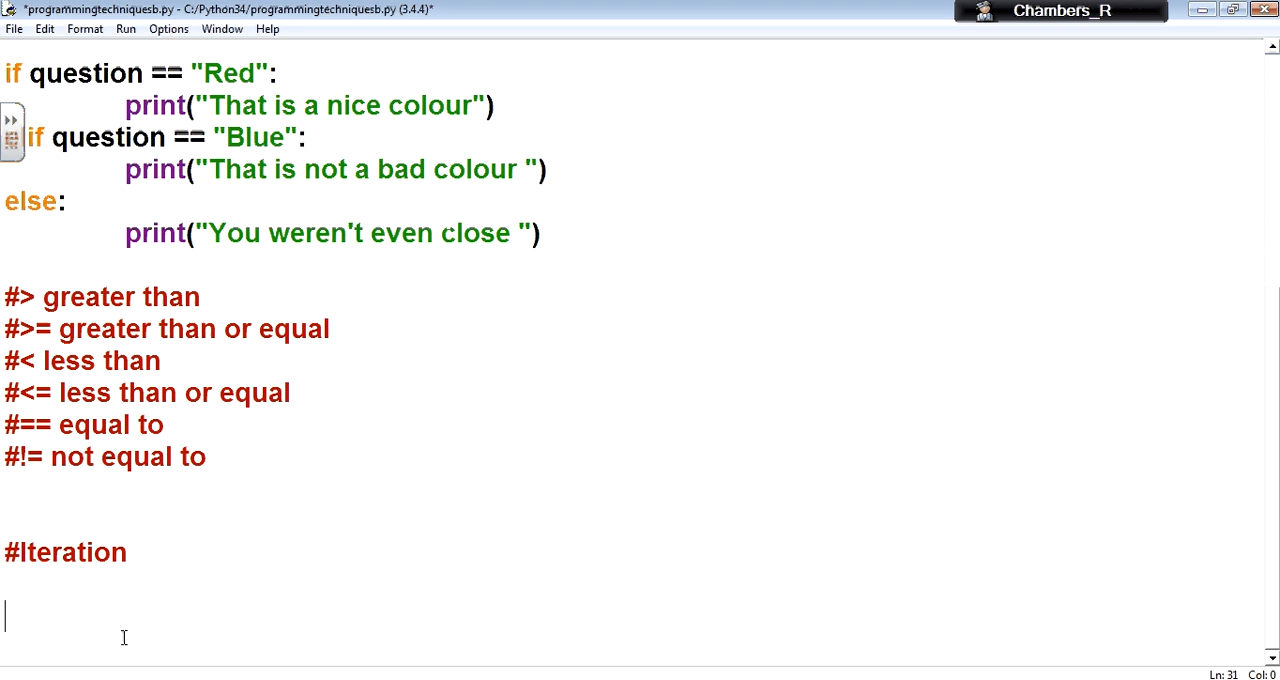 *programmingtechniquesb.py - C:/Python34/programmingtechniquesb.py (3.4.4)*
Chambers_R
File Edit Format Run Options Window Help
if question == "Red":
print("That is a nice colour")
if question == "Blue":
print("That is not a bad colour ")
else:
print("You weren't even close ")
#> greater than
#>= greater than or equal
#< less than
#<= less than or equal
#== equal to
#!= not equal to
#Iteration
Ln: 31 Col: 0